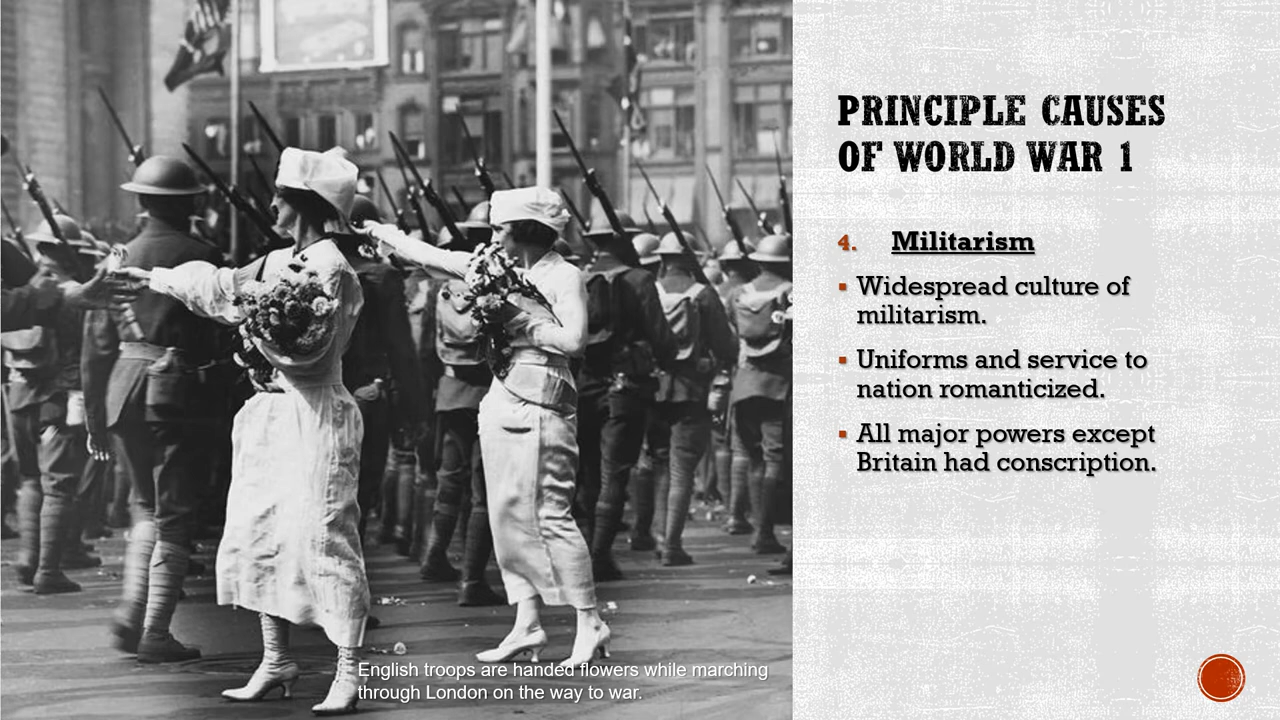 PRINCIPLE CAUSES
OF WORLD WAR 1
4. Militarism
▪ Widespread culture of
militarism.
▪ Uniforms and service to
nation romanticized.
▪ All major powers except
Britain had conscription.
English troops are handed flowers while marching
through London on the way to war.